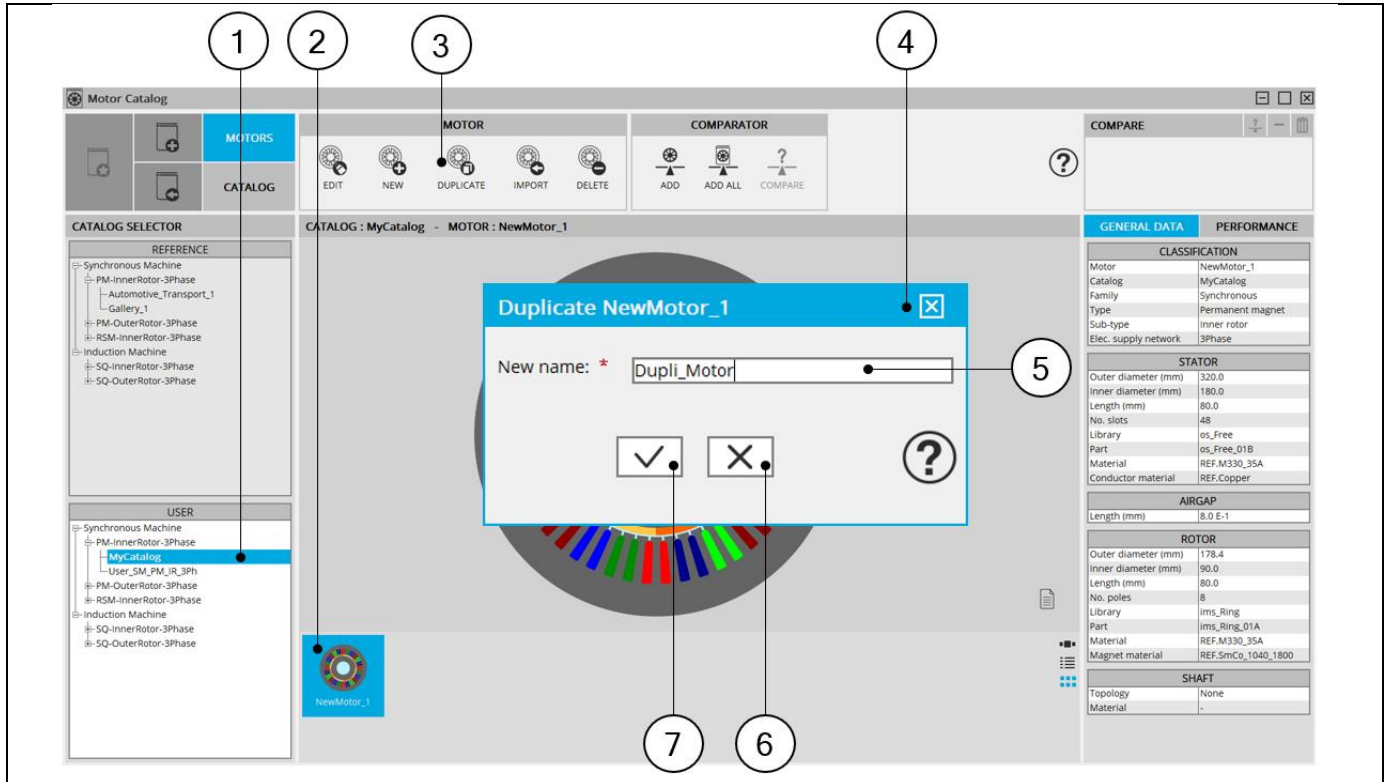 1
2
3
4
Motor Catalog
MOTORS
CATALOG
MOTOR
EDIT
NEW
DUPLICATE
IMPORT
DELETE
COMPARATOR
ADD
ADD ALL
COMPARE
?
COMPARE
CATALOG SELECTOR
REFERENCE
Synchronous Machine
PM-InnerRotor-3Phase
Automotive_Transport_1
Gallery_1
PM-OuterRotor-3Phase
RSM-InnerRotor-3Phase
Induction Machine
SQ-InnerRotor-3Phase
SQ-OuterRotor-3Phase
USER
Synchronous Machine
PM-InnerRotor-3Phase
MyCatalog
User_SM_PM_IR_3Ph
PM-OuterRotor-3Phase
RSM-InnerRotor-3Phase
Induction Machine
SQ-InnerRotor-3Phase
SQ-OuterRotor-3Phase
CATALOG : MyCatalog - MOTOR : NewMotor_1
Duplicate NewMotor_1
New name: * Dupli_Motor
?
5
NewMotor_1
7
6
GENERAL DATA PERFORMANCE
CLASSIFICATION
Motor NewMotor_1
Catalog MyCatalog
Family Synchronous
Type Permanent magnet
Sub-type Inner rotor
Elec. supply network 3Phase
STATOR
Outer diameter (mm) 320.0
Inner diameter (mm) 180.0
Length (mm) 80.0
No. slots 48
Library os_Free
Part os_Free_01B
Material REF.M330_35A
Conductor material REF.Copper
AIRGAP
Length (mm) 8.0 E-1
ROTOR
Outer diameter (mm) 178.4
Inner diameter (mm) 90.0
Length (mm) 80.0
No. poles 8
Library ims_Ring
Part ims_Ring_01A
Material REF.M330_35A
Magnet material REF.SmCo_1040_1800
SHAFT
Topology None
Material -